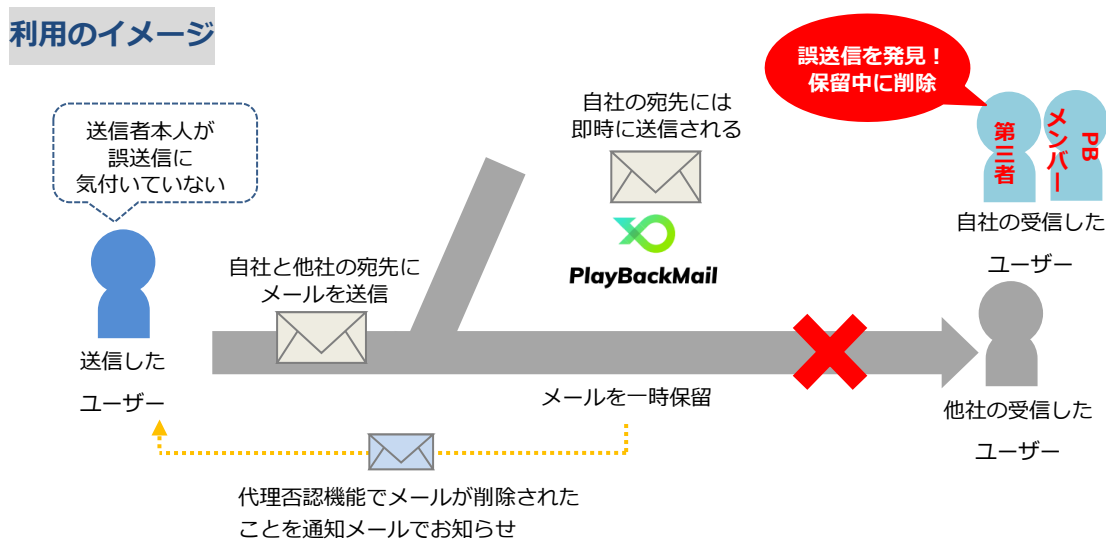 利用のイメージ
誤送信を発見！
保留中に削除
送信者本人が
誤送信に
気付いていない
自社の宛先には
即時に送信される
第三者
PB
メンバー
自社の受信した
ユーザー
PlayBackMail
自社と他社の宛先に
メールを送信
送信した
ユーザー
メールを一時保留
他社の受信した
ユーザー
代理否認機能でメールが削除された
ことを通知メールでお知らせ